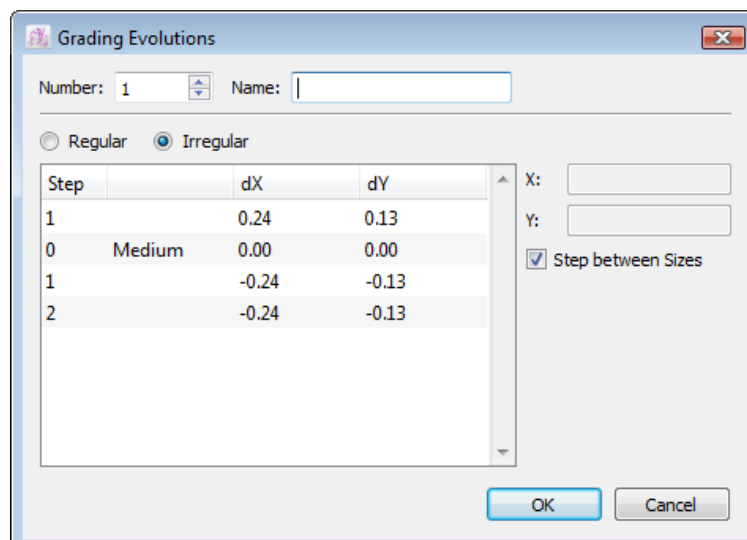 Grading Evolutions
Number: 1 Name:
Regular Irregular
Step dX dY
1 0.24 0.13
0 Medium 0.00 0.00
1 -0.24 -0.13
2 -0.24 -0.13
X:
Y:
Step between Sizes
OK Cancel